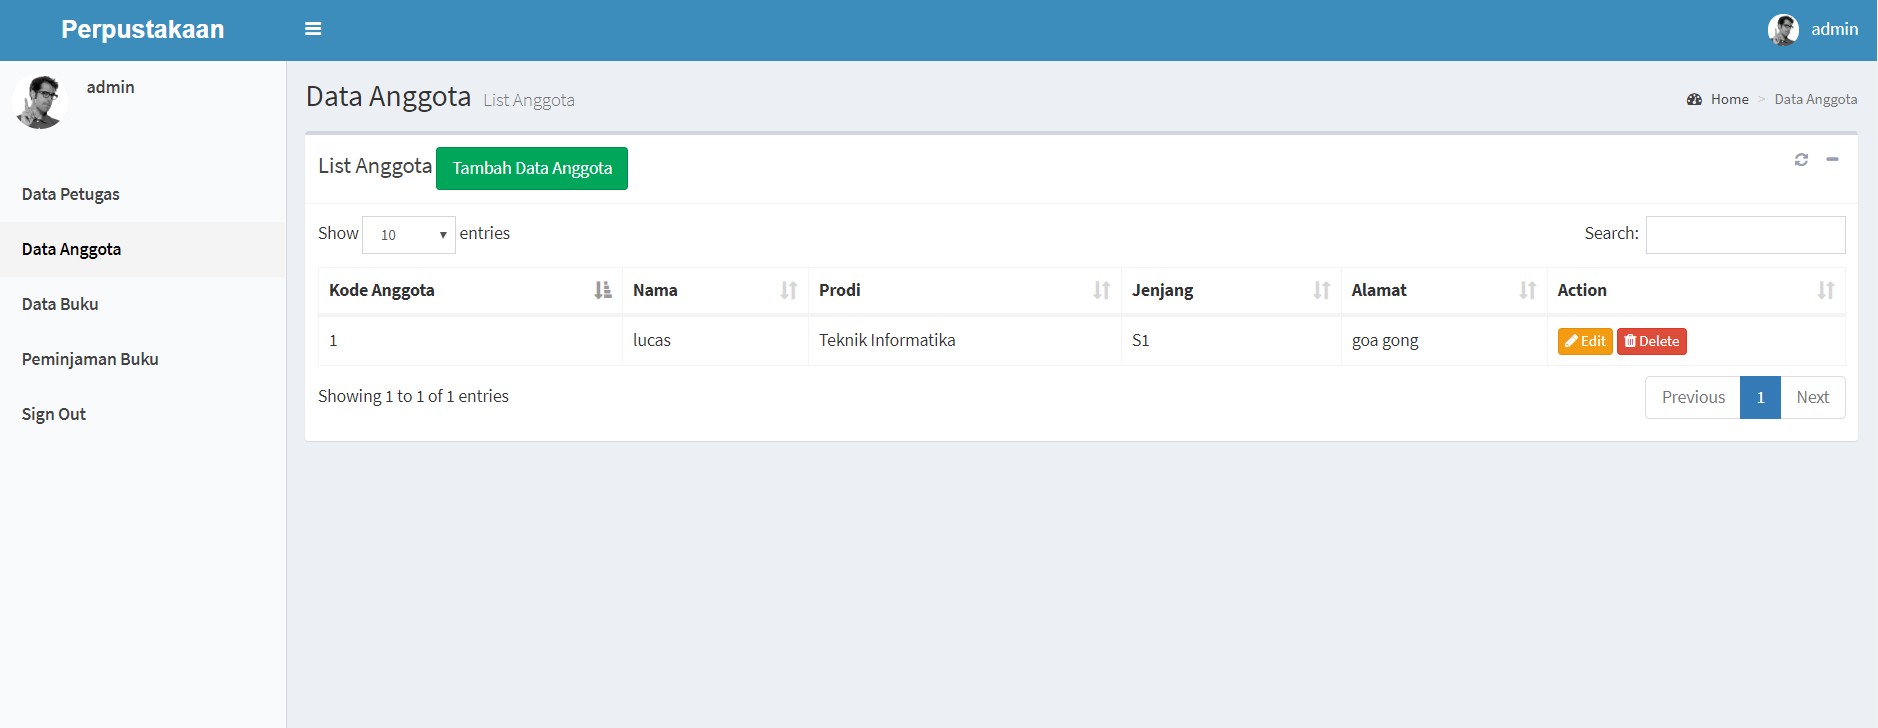 Perpustakaan
admin
admin
Data Petugas
Data Anggota
Data Buku
Peminjaman Buku
Sign Out
Data Anggota List Anggota
Home > Data Anggota
List Anggota Tambah Data Anggota
Show 10 entries
Search:
Kode Anggota Nama Prodi Jenjang Alamat Action
1 lucas Teknik Informatika S1 goa gong Edit Delete
Showing 1 to 1 of 1 entries
Previous 1 Next